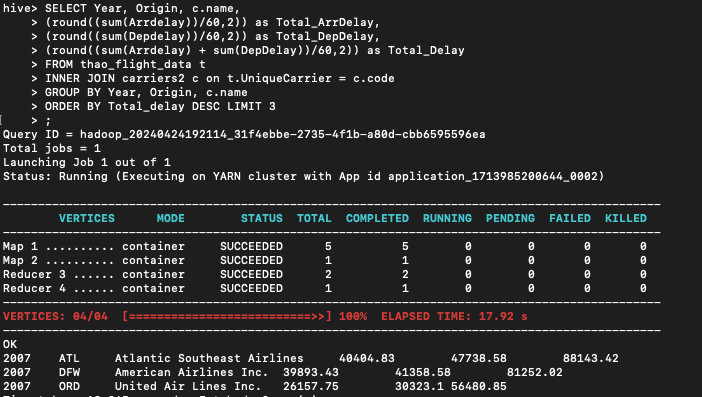 hive> SELECT Year, Origin, c.name,
> (round((sum(Arrdelay))/60,2)) as Total_ArrDelay,
> (round((sum(Depdelay))/60,2)) as Total_DepDelay,
> (round((sum(Arrdelay) + sum(DepDelay))/60,2)) as Total_Delay
> FROM thao_flight_data t
> INNER JOIN carriers2 c on t.UniqueCarrier = c.code
> GROUP BY Year, Origin, c.name
> ORDER BY Total_delay DESC LIMIT 3
> ;
Query ID = hadoop_20240424192114_31f4ebbe-2735-4f1b-a80d-cbb6595596ea
Total jobs = 1
Launching Job 1 out of 1
Status: Running (Executing on YARN cluster with App id application_1713985200644_0002)
VERTICES MODE STATUS TOTAL COMPLETED RUNNING PENDING FAILED KILLED
Map 1 .......... container SUCCEEDED 5 5 0 0 0 0
Map 2 .......... container SUCCEEDED 1 1 0 0 0 0
Reducer 3 ...... container SUCCEEDED 2 2 0 0 0 0
Reducer 4 ...... container SUCCEEDED 1 1 0 0 0 0
VERTICES: 04/04 [==========================>>] 100% ELAPSED TIME: 17.92 s
OK
2007 ATL Atlantic Southeast Airlines 40404.83 47738.58 88143.42
2007 DFW American Airlines Inc. 39893.43 41358.58 81252.02
2007 ORD United Air Lines Inc. 26157.75 30323.1 56480.85